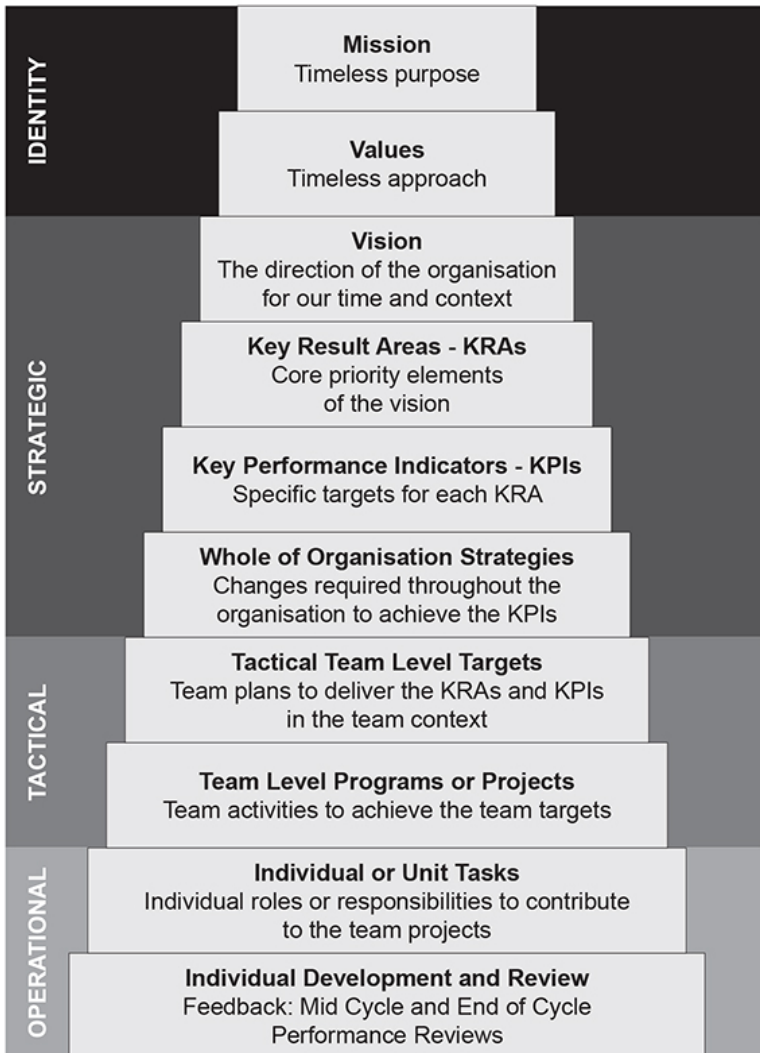 IDENTITY
Mission
Timeless purpose
Values
Timeless approach
STRATEGIC
Vision
The direction of the organisation
for our time and context
Key Result Areas - KRAs
Core priority elements
of the vision
Key Performance Indicators - KPIs
Specific targets for each KRA
Whole of Organisation Strategies
Changes required throughout the
organisation to achieve the KPIs
TACTICAL
Tactical Team Level Targets
Team plans to deliver the KRAs and KPIs
in the team context
Team Level Programs or Projects
Team activities to achieve the team targets
OPERATIONAL
Individual or Unit Tasks
Individual roles or responsibilities to contribute
to the team projects
Individual Development and Review
Feedback: Mid Cycle and End of Cycle
Performance Reviews